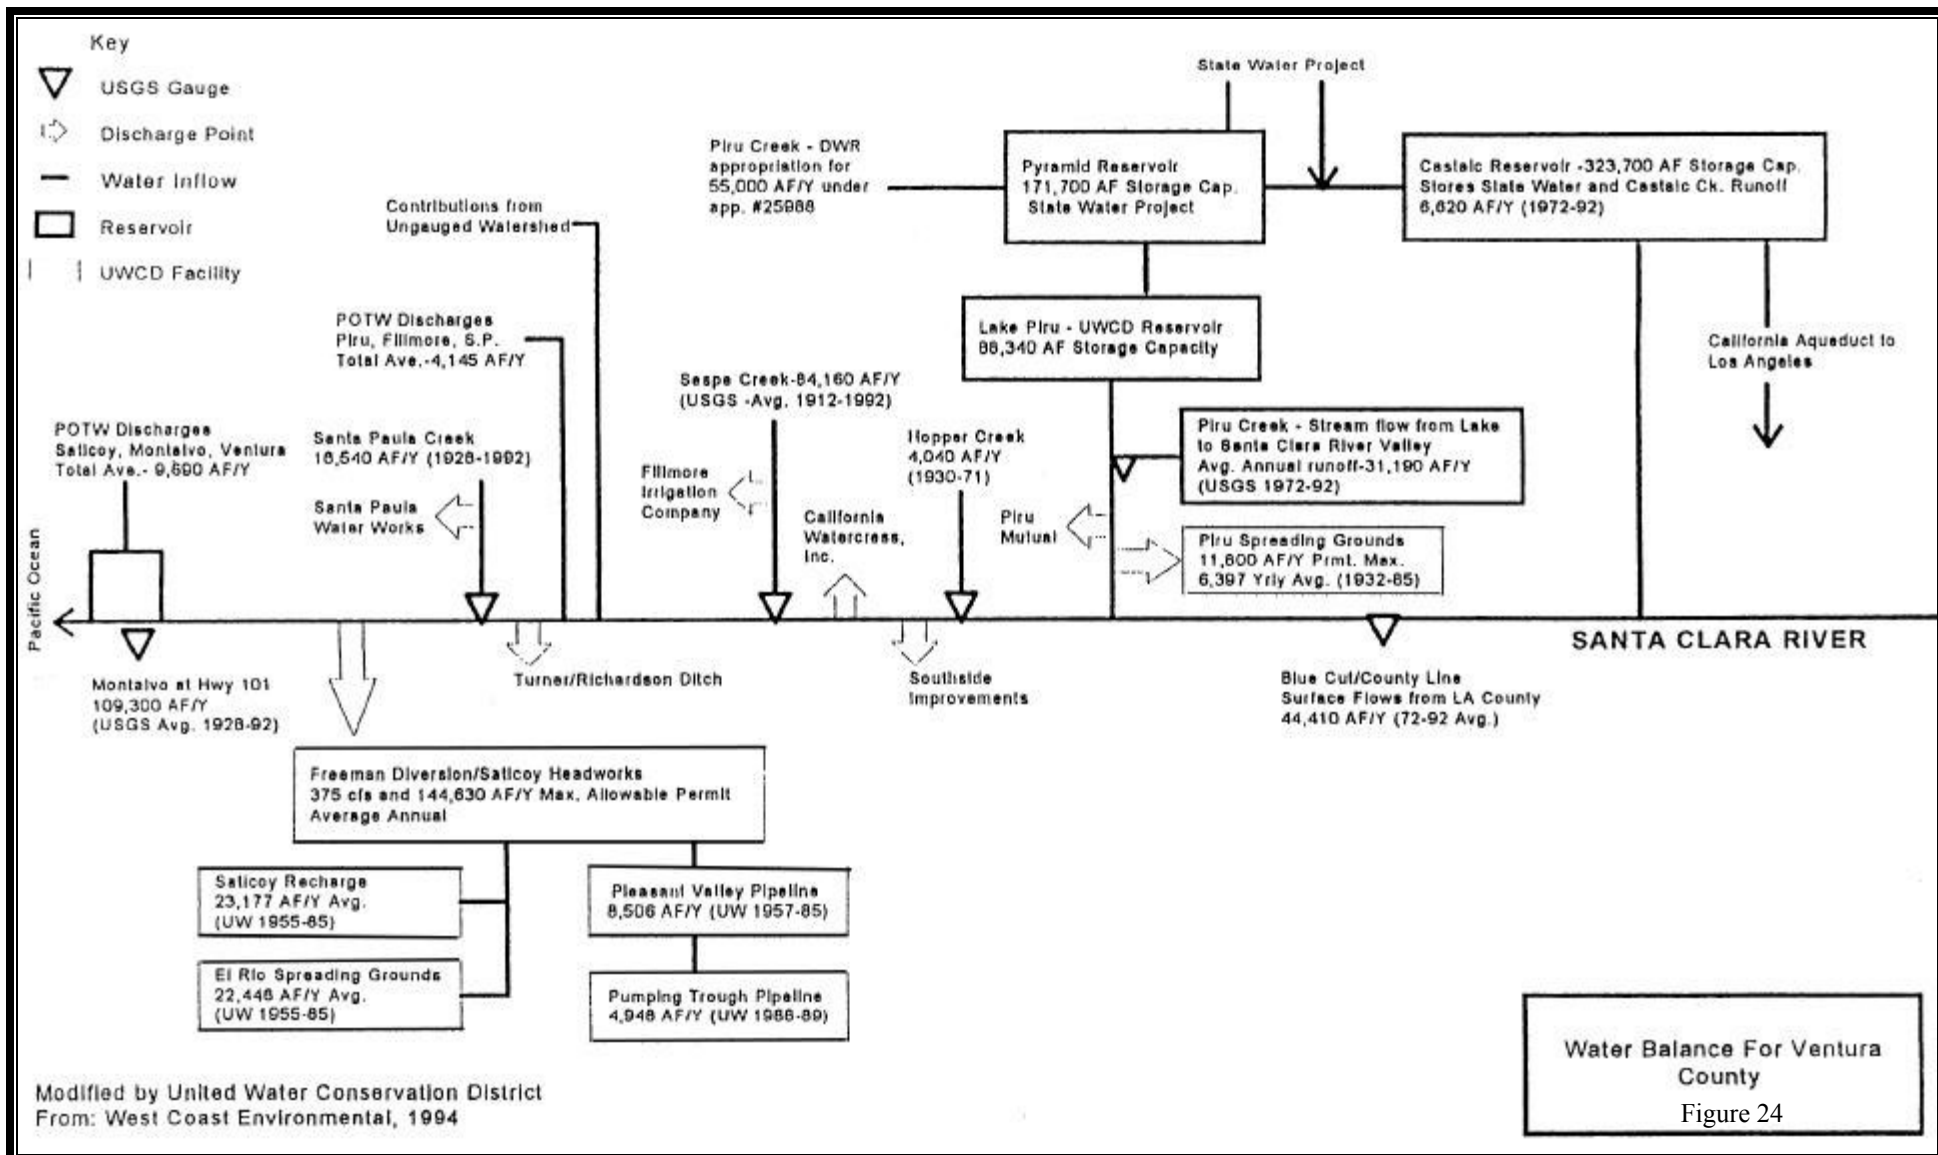 Key
USGS Gauge
Discharge Point
Water Inflow
Reservoir
UWCD Facility
State Water Project
Piru Creek - DWR
appropriation for
55,000 AF/Y under
app. #25988
Pyramid Reservoir
171,700 AF Storage Cap.
State Water Project
Castaic Reservoir -323,700 AF Storage Cap.
Stores State Water and Castaic Ck. Runoff
6,620 AF/Y (1972-92)
Contributions from
Ungauged Watershed
POTW Discharges
Piru, Fillmore, S.P.
Total Ave.-4,145 AF/Y
Lake Piru - UWCD Reservoir
88,340 AF Storage Capacity
California Aqueduct to
Los Angeles
Sespe Creek-84,160 AF/Y
(USGS -Avg. 1912-1992)
POTW Discharges
Saticoy, Montalvo, Ventura
Total Ave.- 9,690 AF/Y
Santa Paula Creek
16,540 AF/Y (1928-1992)
Hopper Creek
4,040 AF/Y
(1930-71)
Piru Creek - Stream flow from Lake
to Santa Clara River Valley
Avg. Annual runoff-31,190 AF/Y
(USGS 1972-92)
Santa Paula
Water Works
Fillmore
Irrigation
Company
California
Watercress,
Inc.
Piru
Mutual
Piru Spreading Grounds
11,600 AF/Y Prmt. Max.
6,397 Yrly Avg. (1932-85)
Pacific Ocean
SANTA CLARA RIVER
Montalvo at Hwy 101
109,300 AF/Y
(USGS Avg. 1928-92)
Turner/Richardson Ditch
Southside
Improvements
Blue Cut/County Line
Surface Flows from LA County
44,410 AF/Y (72-92 Avg.)
Freeman Diversion/Saticoy Headworks
375 cfs and 144,630 AF/Y Max. Allowable Permit
Average Annual
Saticoy Recharge
23,177 AF/Y Avg.
(UW 1955-85)
Pleasant Valley Pipeline
8,506 AF/Y (UW 1957-85)
El Rio Spreading Grounds
22,448 AF/Y Avg.
(UW 1955-85)
Pumping Trough Pipeline
4,948 AF/Y (UW 1988-89)
Water Balance For Ventura
County
Figure 24
Modified by United Water Conservation District
From: West Coast Environmental, 1994